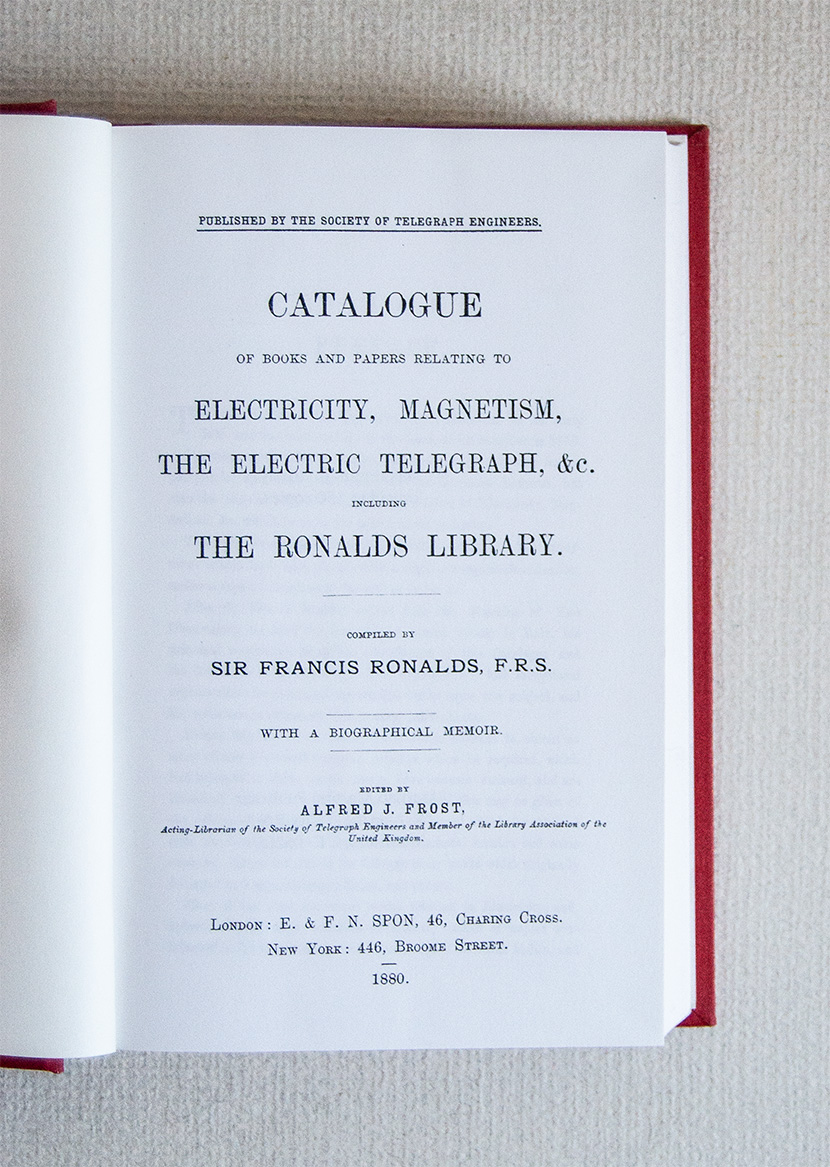 PUBLISHED BY THE SOCIETY OF TELEGRAPH ENGINEERS.
CATALOGUE
OF BOOKS AND PAPERS RELATING TO
ELECTRICITY, MAGNETISM,
THE ELECTRIC TELEGRAPH, &c.
INCLUDING
THE RONALDS LIBRARY.
COMPILED BY
SIR FRANCIS RONALDS, F.R.S.
WITH A BIOGRAPHICAL MEMOIR.
EDITED BY
ALFRED J. FROST,
Acting-Librarian of the Society of Telegraph Engineers and Member of the Library Association of the
United Kingdom.
LONDON: E. & F. N. SPON, 46, CHARING CROSS.
NEW YORK: 446, BROOME STREET.
1880.